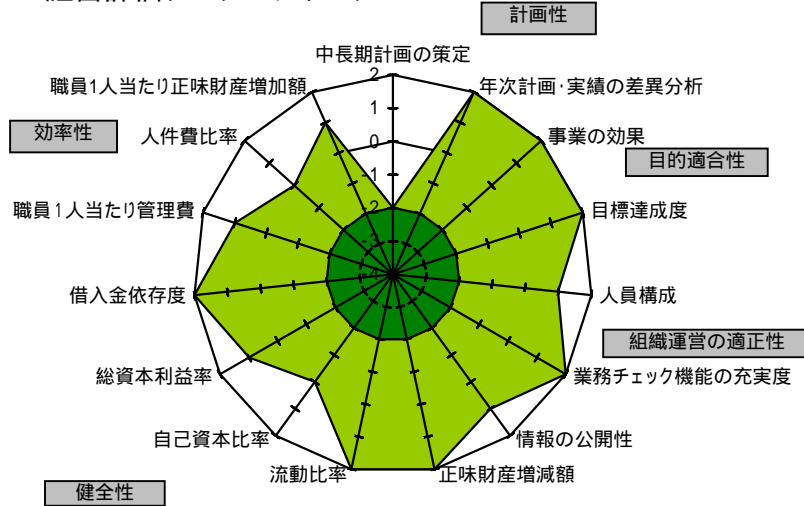 計画性
中長期計画の策定
2
職員1人当たり正味財産増加額
年次計画・実績の差異分析
1
効率性
人件費比率
事業の効果
0
目的適合性
-1
職員1人当たり管理費
目標達成度
-2
-3
-4
借入金依存度
人員構成
組織運営の適正性
総資本利益率
業務チェック機能の充実度
自己資本比率
情報の公開性
流動比率
正味財産増減額
健全性